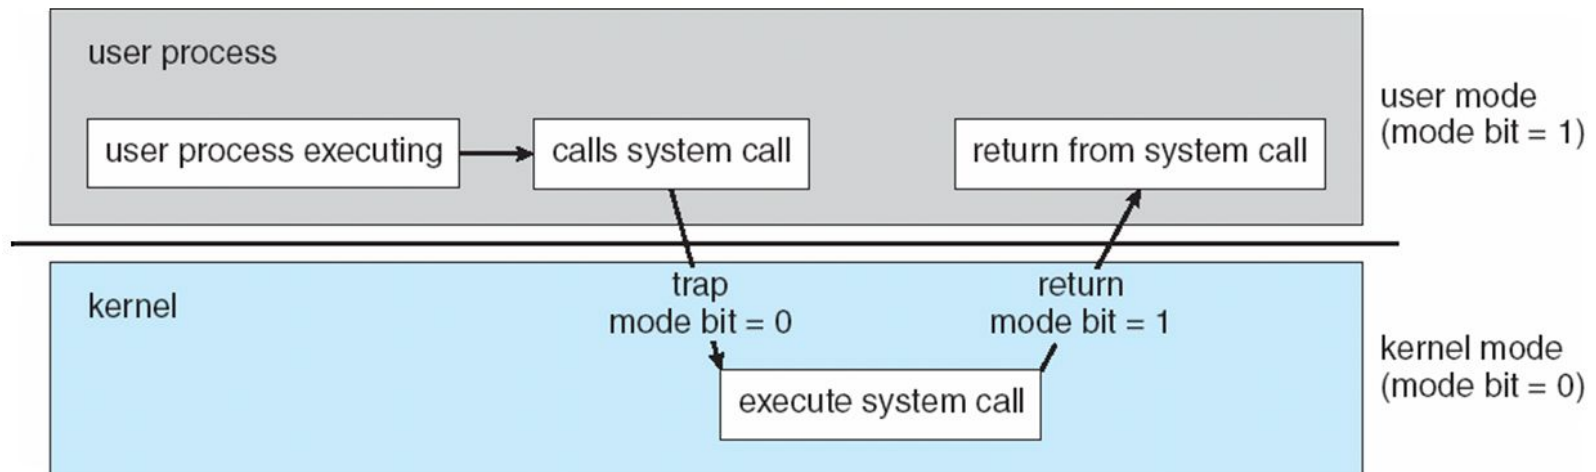 user process
user process executing
calls system call
return from system call
user mode
(mode bit = 1)
kernel
trap
mode bit = 0
return
mode bit = 1
execute system call
kernel mode
(mode bit = 0)